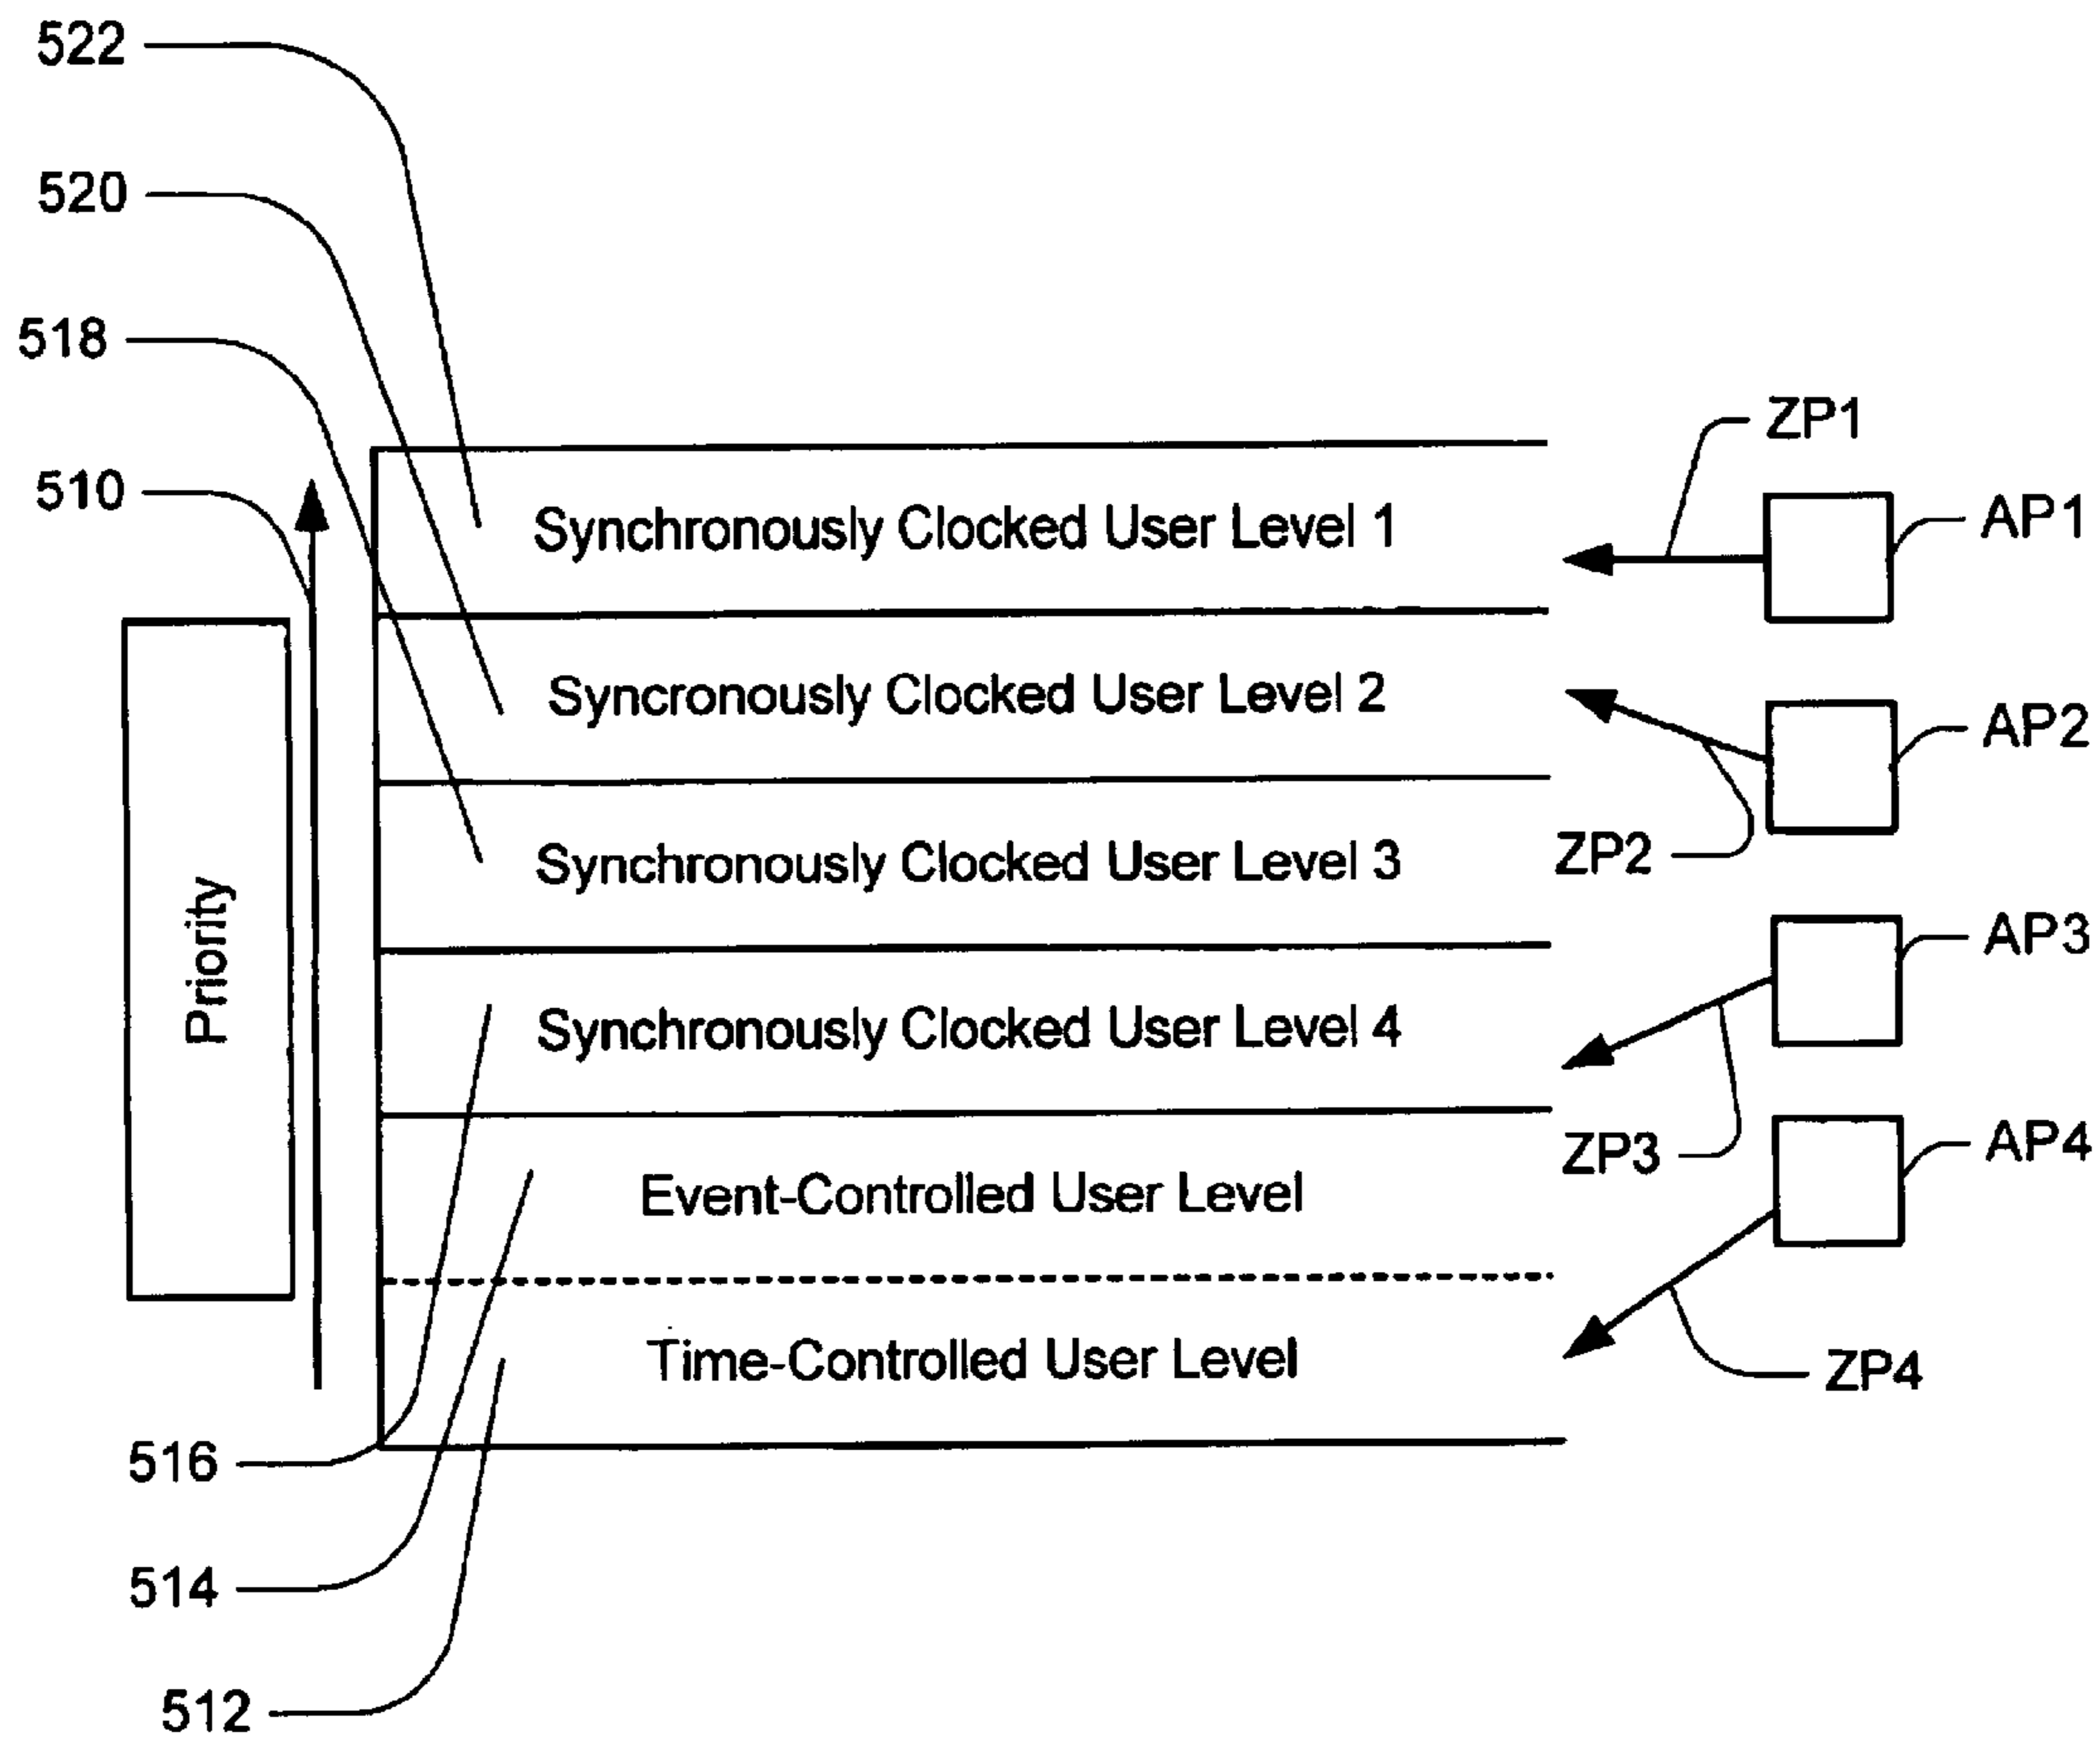 522
520
518
510
ZP1
Synchronously Clocked User Level 1
AP1
Syncronously Clocked User Level 2
AP2
ZP2
Synchronously Clocked User Level 3
Priority
AP3
Synchronously Clocked User Level 4
ZP3
AP4
Event-Controlled User Level
Time-Controlled User Level
ZP4
516
514
512